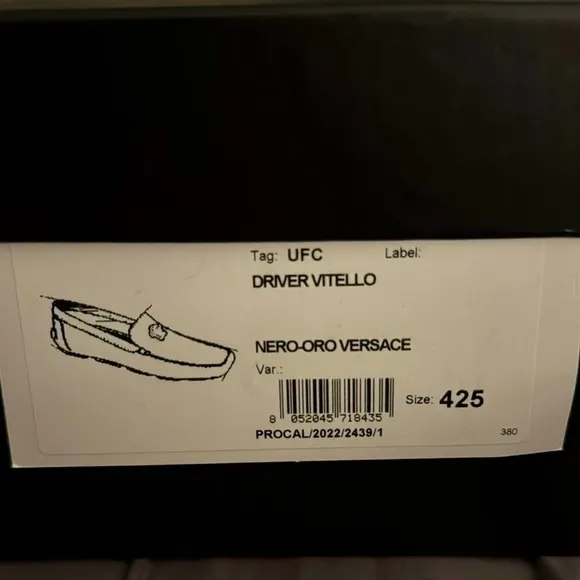 Tag: UFC Label:
DRIVER VITELLO
NERO-ORO VERSACE
Var.:
8 052045 718435
Size: 425
PROCAL/2022/2439/1
380